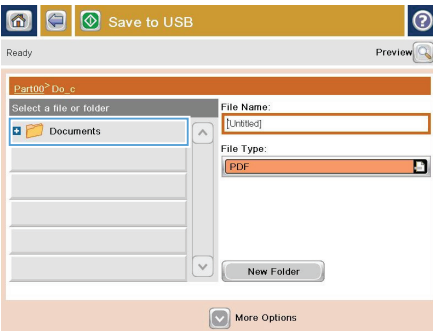 Save to USB
Ready
Preview
Part00>Do_c
Select a file or folder
File Name:
Documents
[Untitled]
File Type:
PDF
New Folder
More Options